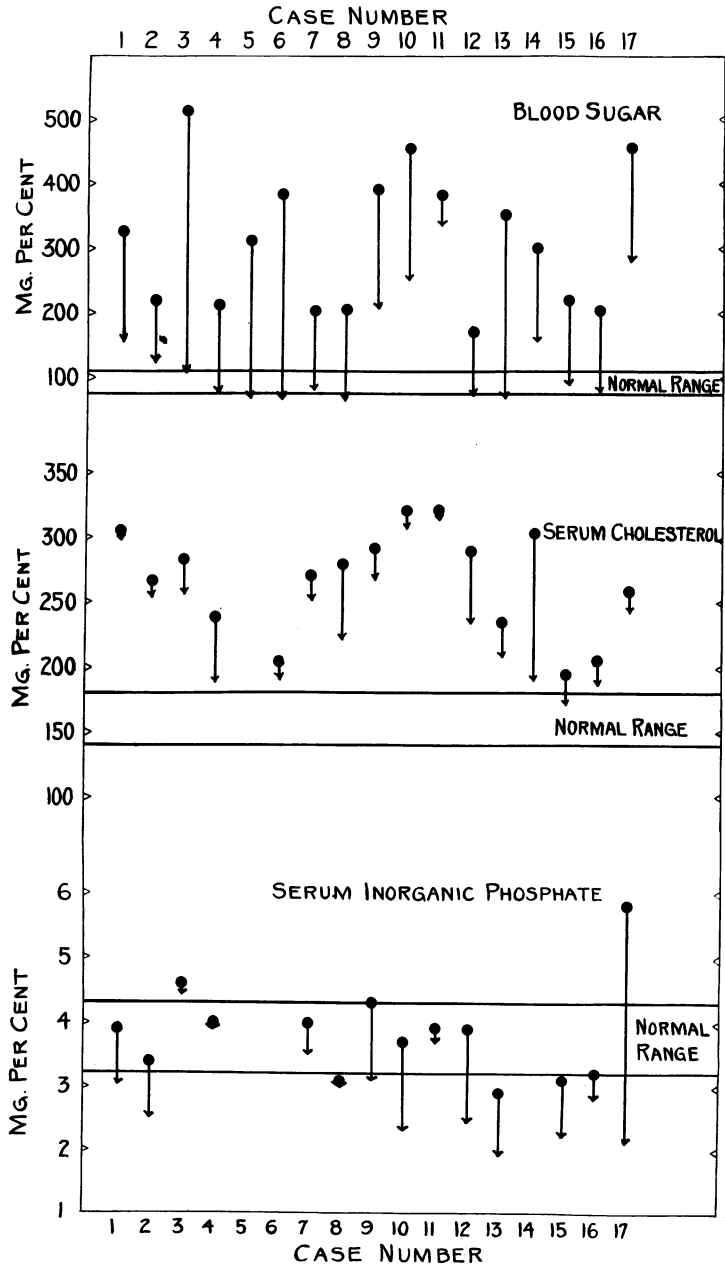 CASE NUMBER
1 2 3 4 5 6 7 8 9 10 11 12 13 14 15 16 17
BLOOD SUGAR
500
400
300
200
100
MG. PER CENT
NORMAL RANGE
350
300
250
200
150
100
MG. PER CENT
SERUM CHOLESTEROL
NORMAL RANGE
SERUM INORGANIC PHOSPHATE
6
5
4
3
2
1
MG. PER CENT
NORMAL
RANGE
1 2 3 4 5 6 7 8 9 10 11 12 13 14 15 16 17
CASE NUMBER